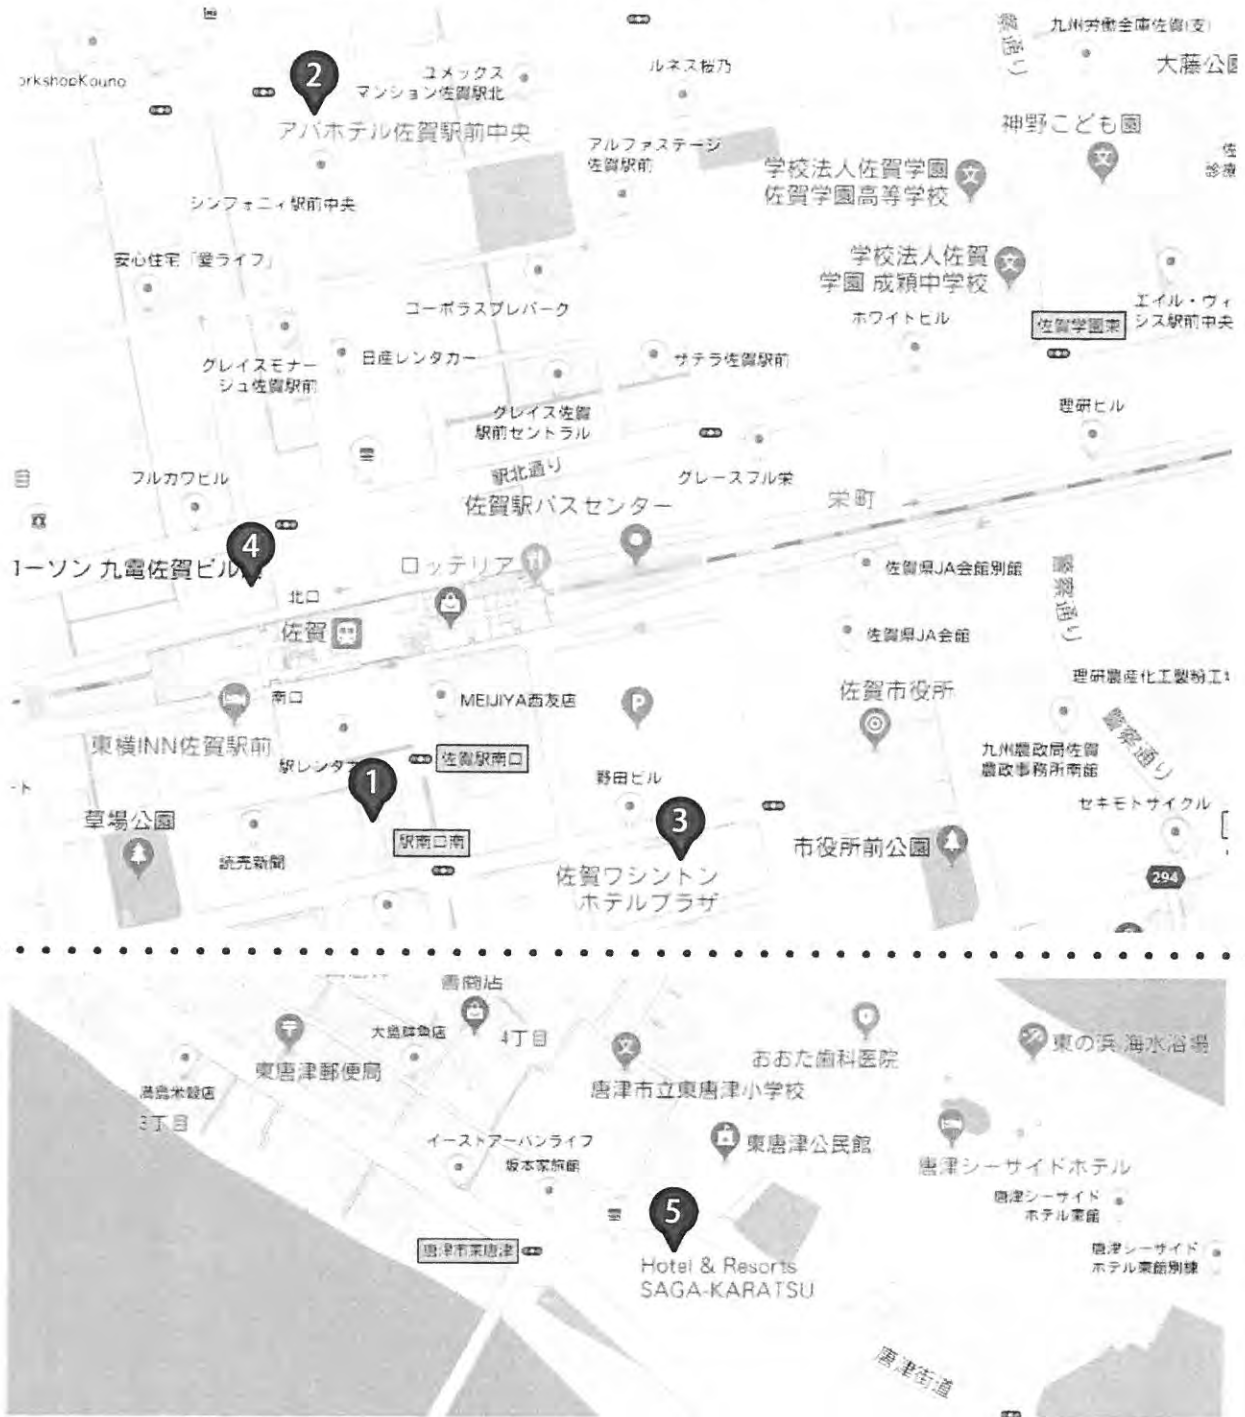 警察通り
九州労働金庫佐賀(支)
大藤公園
orkshopKouno
2
ユメックス
マンション佐賀駅北
ルネス桜乃
アパホテル佐賀駅前中央
神野こども園
アルファステージ
佐賀駅前
学校法人佐賀学園
佐賀学園高等学校
佐
診療
シンフォニィ駅前中央
安心住宅「愛ライフ」
学校法人佐賀
学園 成穎中学校
コーポラスプレパーク
ホワイトビル
佐賀学園東
エイル・ヴィ
シス駅前中央
グレイスモナー
シュ佐賀駅前
日産レンタカー
サテラ佐賀駅前
グレイス佐賀
駅前セントラル
理研ビル
駅北通り
フルカワビル
グレースフル栄
佐賀駅バスセンター
栄町
4
ローソン 九電佐賀ビル店
ロッテリア
佐賀県JA会館別館
警察通り
北口
佐賀
佐賀県JA会館
南口
MEIJIYA西友店
佐賀市役所
理研農産化工製粉工場
東横INN佐賀駅前
駅レンタカ
佐賀駅南口
九州農政局佐賀
農政事務所南館
警察通り
1
野田ビル
3
セキモトサイクル
草場公園
読売新聞
駅南口南
市役所前公園
佐賀ワシントン
ホテルプラザ
294
書商店
4丁目
大島鮮魚店
東唐津郵便局
おおた歯科医院
東の浜 海水浴場
満島米穀店
3丁目
唐津市立東唐津小学校
イーストアーバンライフ
坂本家旅館
東唐津公民館
唐津シーサイドホテル
唐津シーサイド
ホテル東館
5
唐津市東唐津
Hotel & Resorts
SAGA-KARATSU
唐津シーサイド
ホテル東館別棟
唐津街道